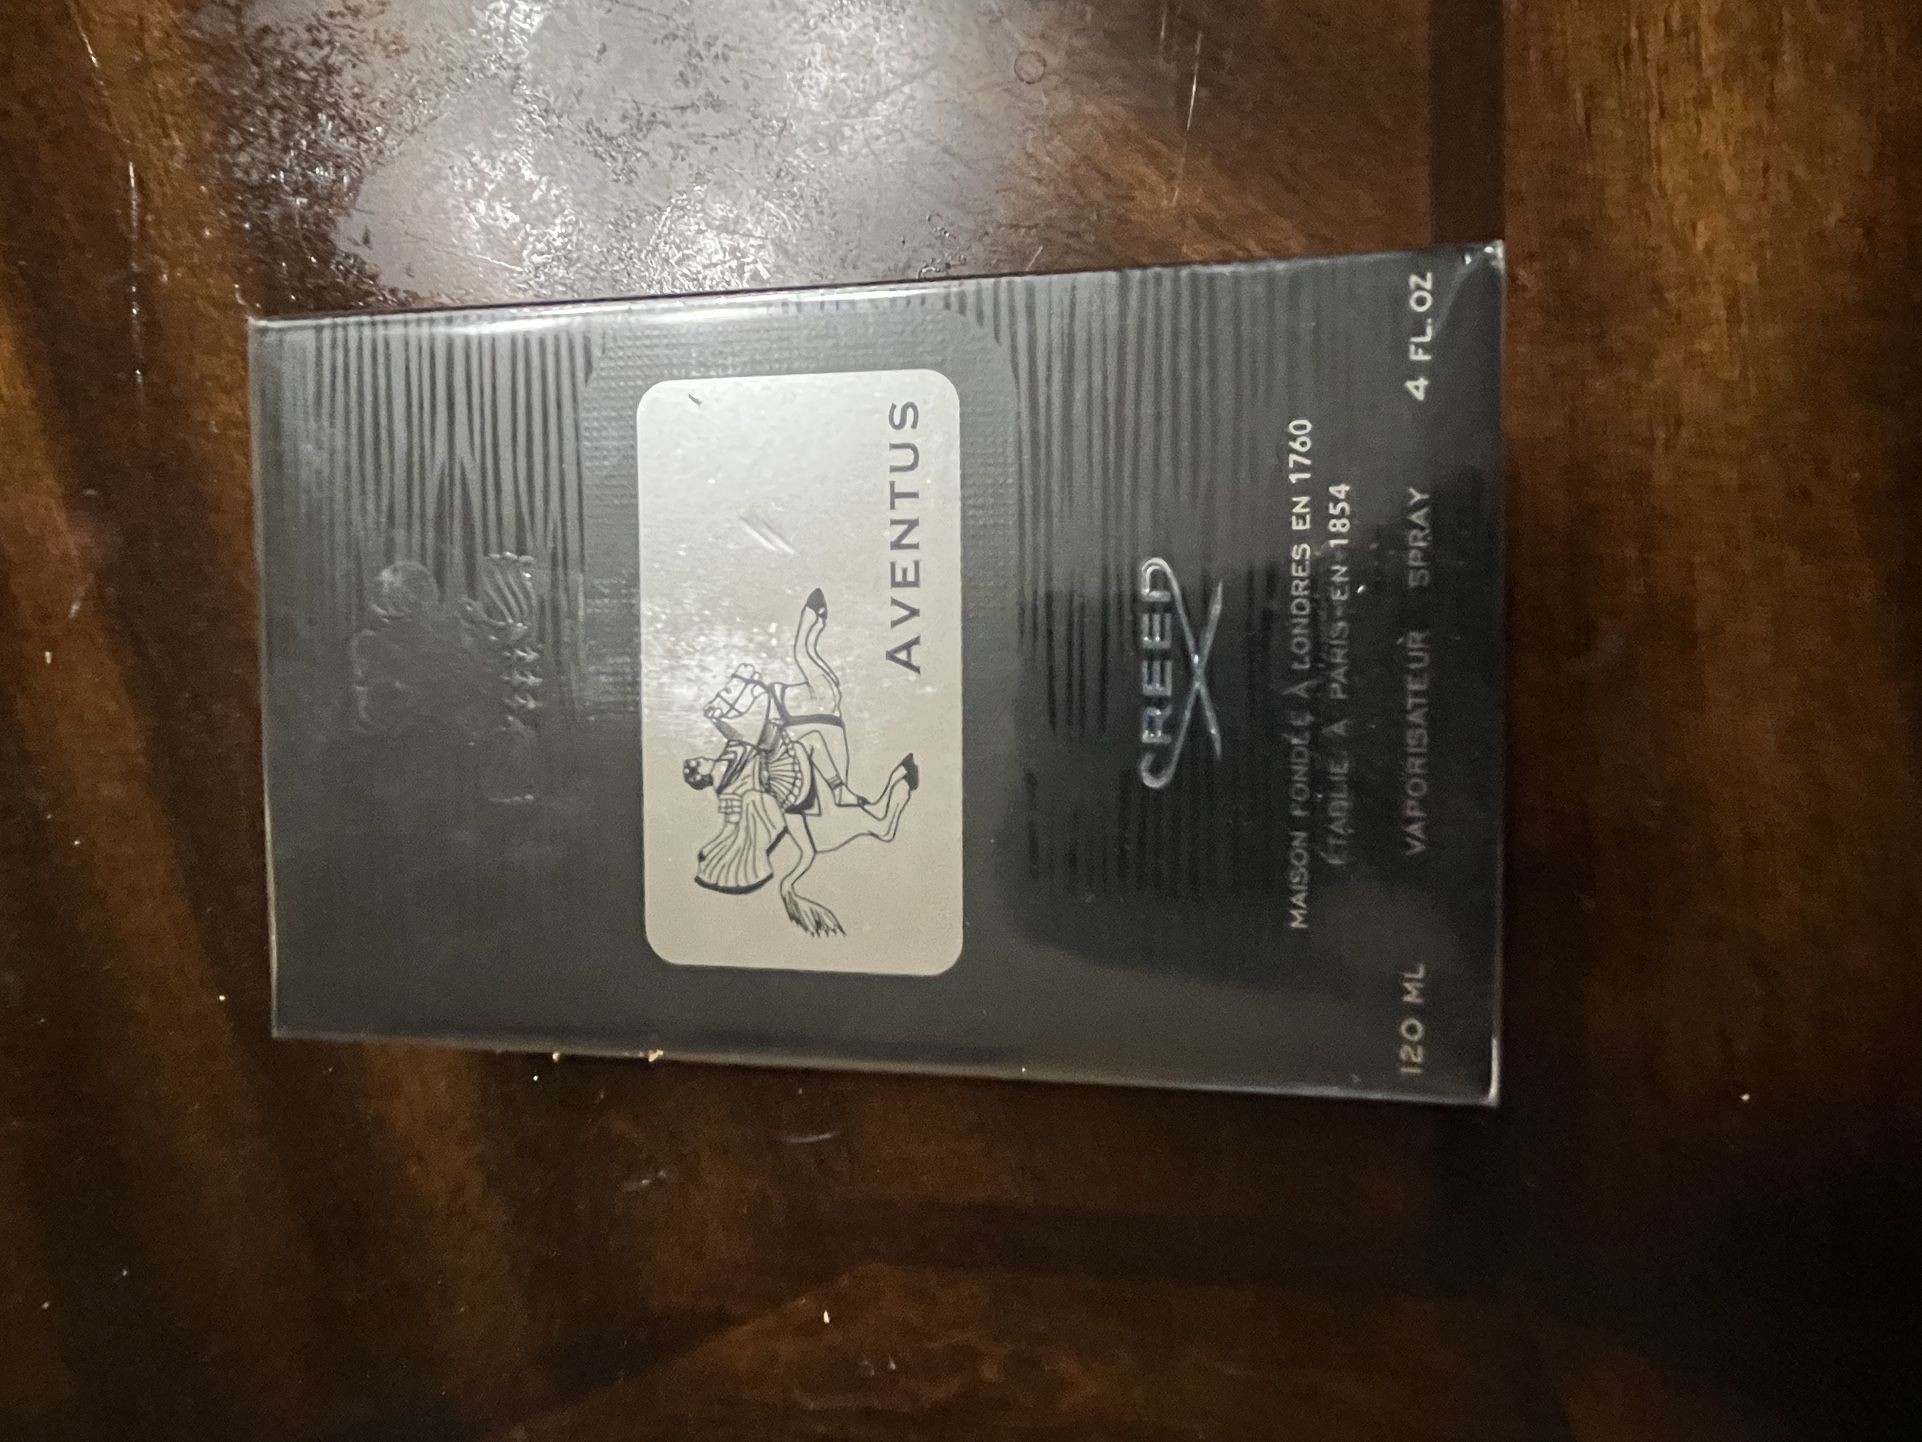 AVENTUS
CREED
MAISON FONDÉE À LONDRES EN 1760
ÉTABLIE À PARIS EN 1854
120 ML VAPORISATEUR SPRAY 4 FL.OZ